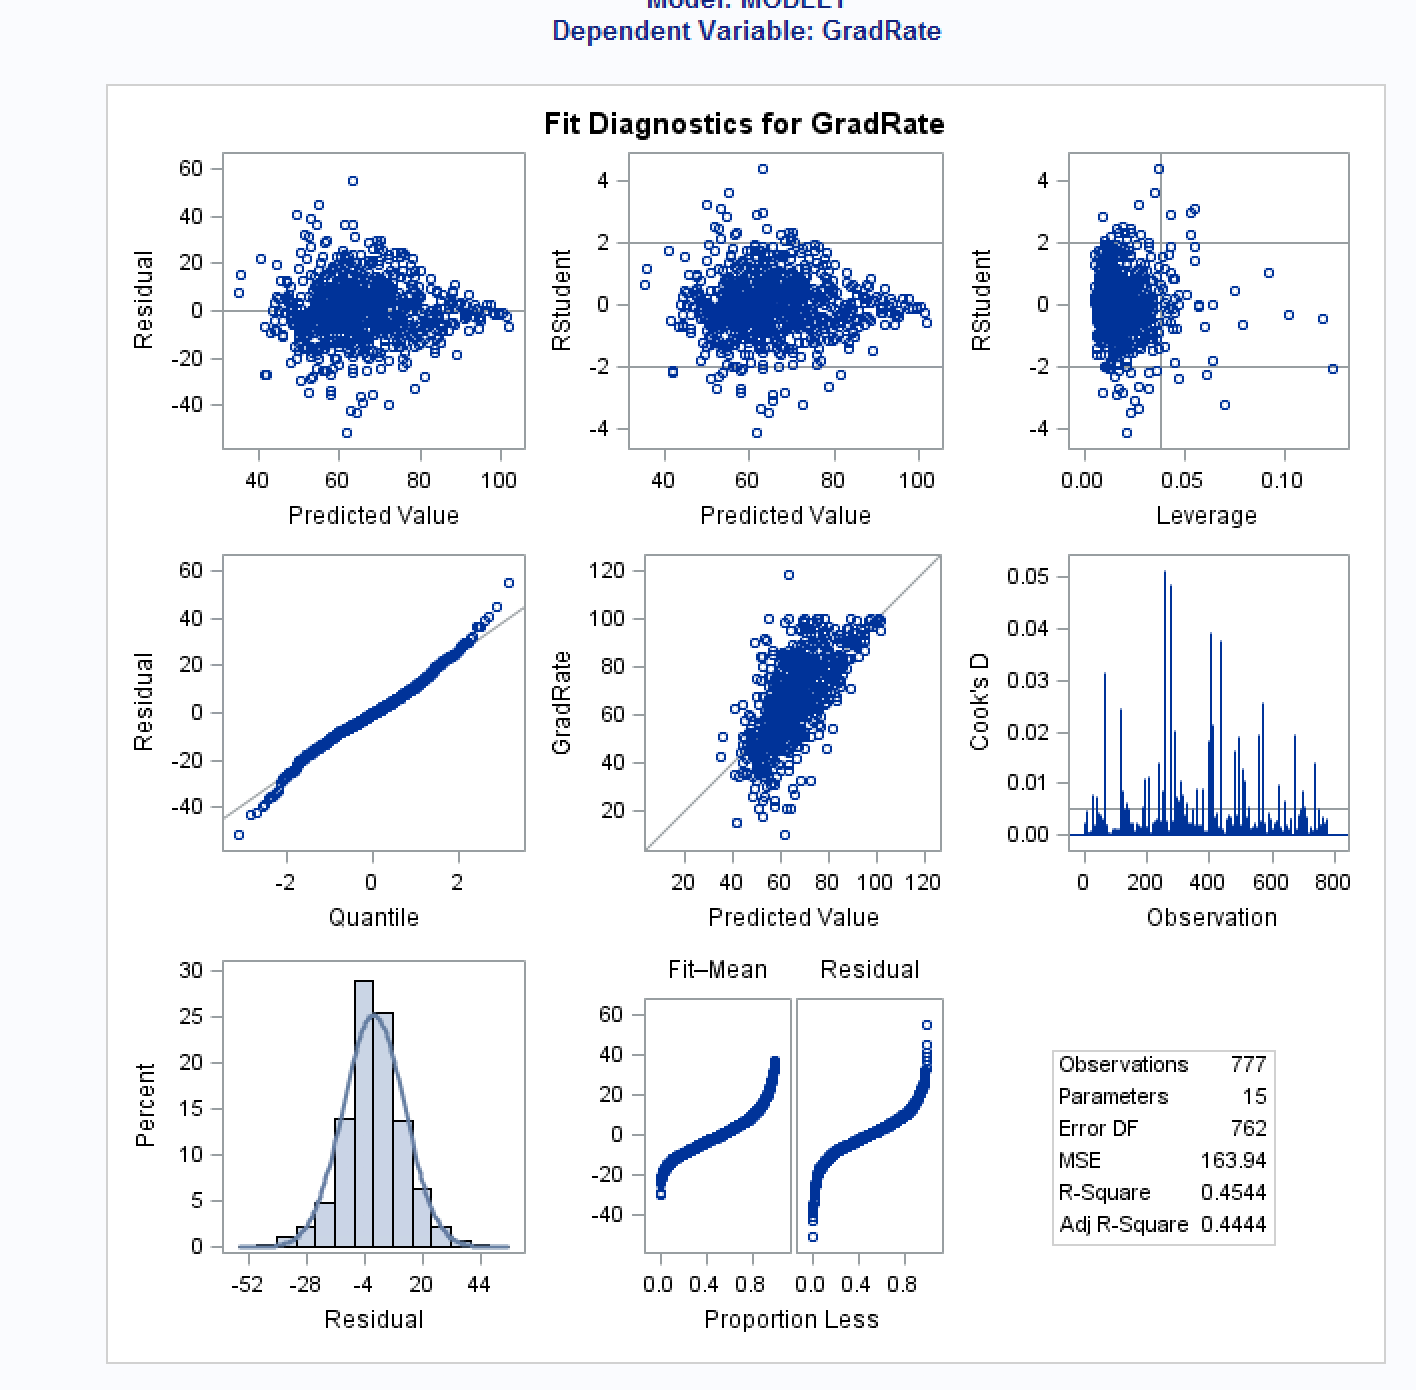 Model: MODEL1
Dependent Variable: GradRate
Fit Diagnostics for GradRate
60
40
20
0
-20
-40
Residual
40 60 80 100
Predicted Value
4
2
0
-2
-4
RStudent
40 60 80 100
Predicted Value
4
2
0
-2
-4
RStudent
0.00 0.05 0.10
Leverage
60
40
20
0
-20
-40
Residual
-2 0 2
Quantile
120
100
80
60
40
20
GradRate
20 40 60 80 100 120
Predicted Value
0.05
0.04
0.03
0.02
0.01
0.00
Cook's D
0 200 400 600 800
Observation
30
25
20
15
10
5
0
Percent
-52 -28 -4 20 44
Residual
Fit–Mean Residual
60
40
20
0
-20
-40
0.0 0.4 0.8 0.0 0.4 0.8
Proportion Less
Observations 777
Parameters 15
Error DF 762
MSE 163.94
R-Square 0.4544
Adj R-Square 0.4444